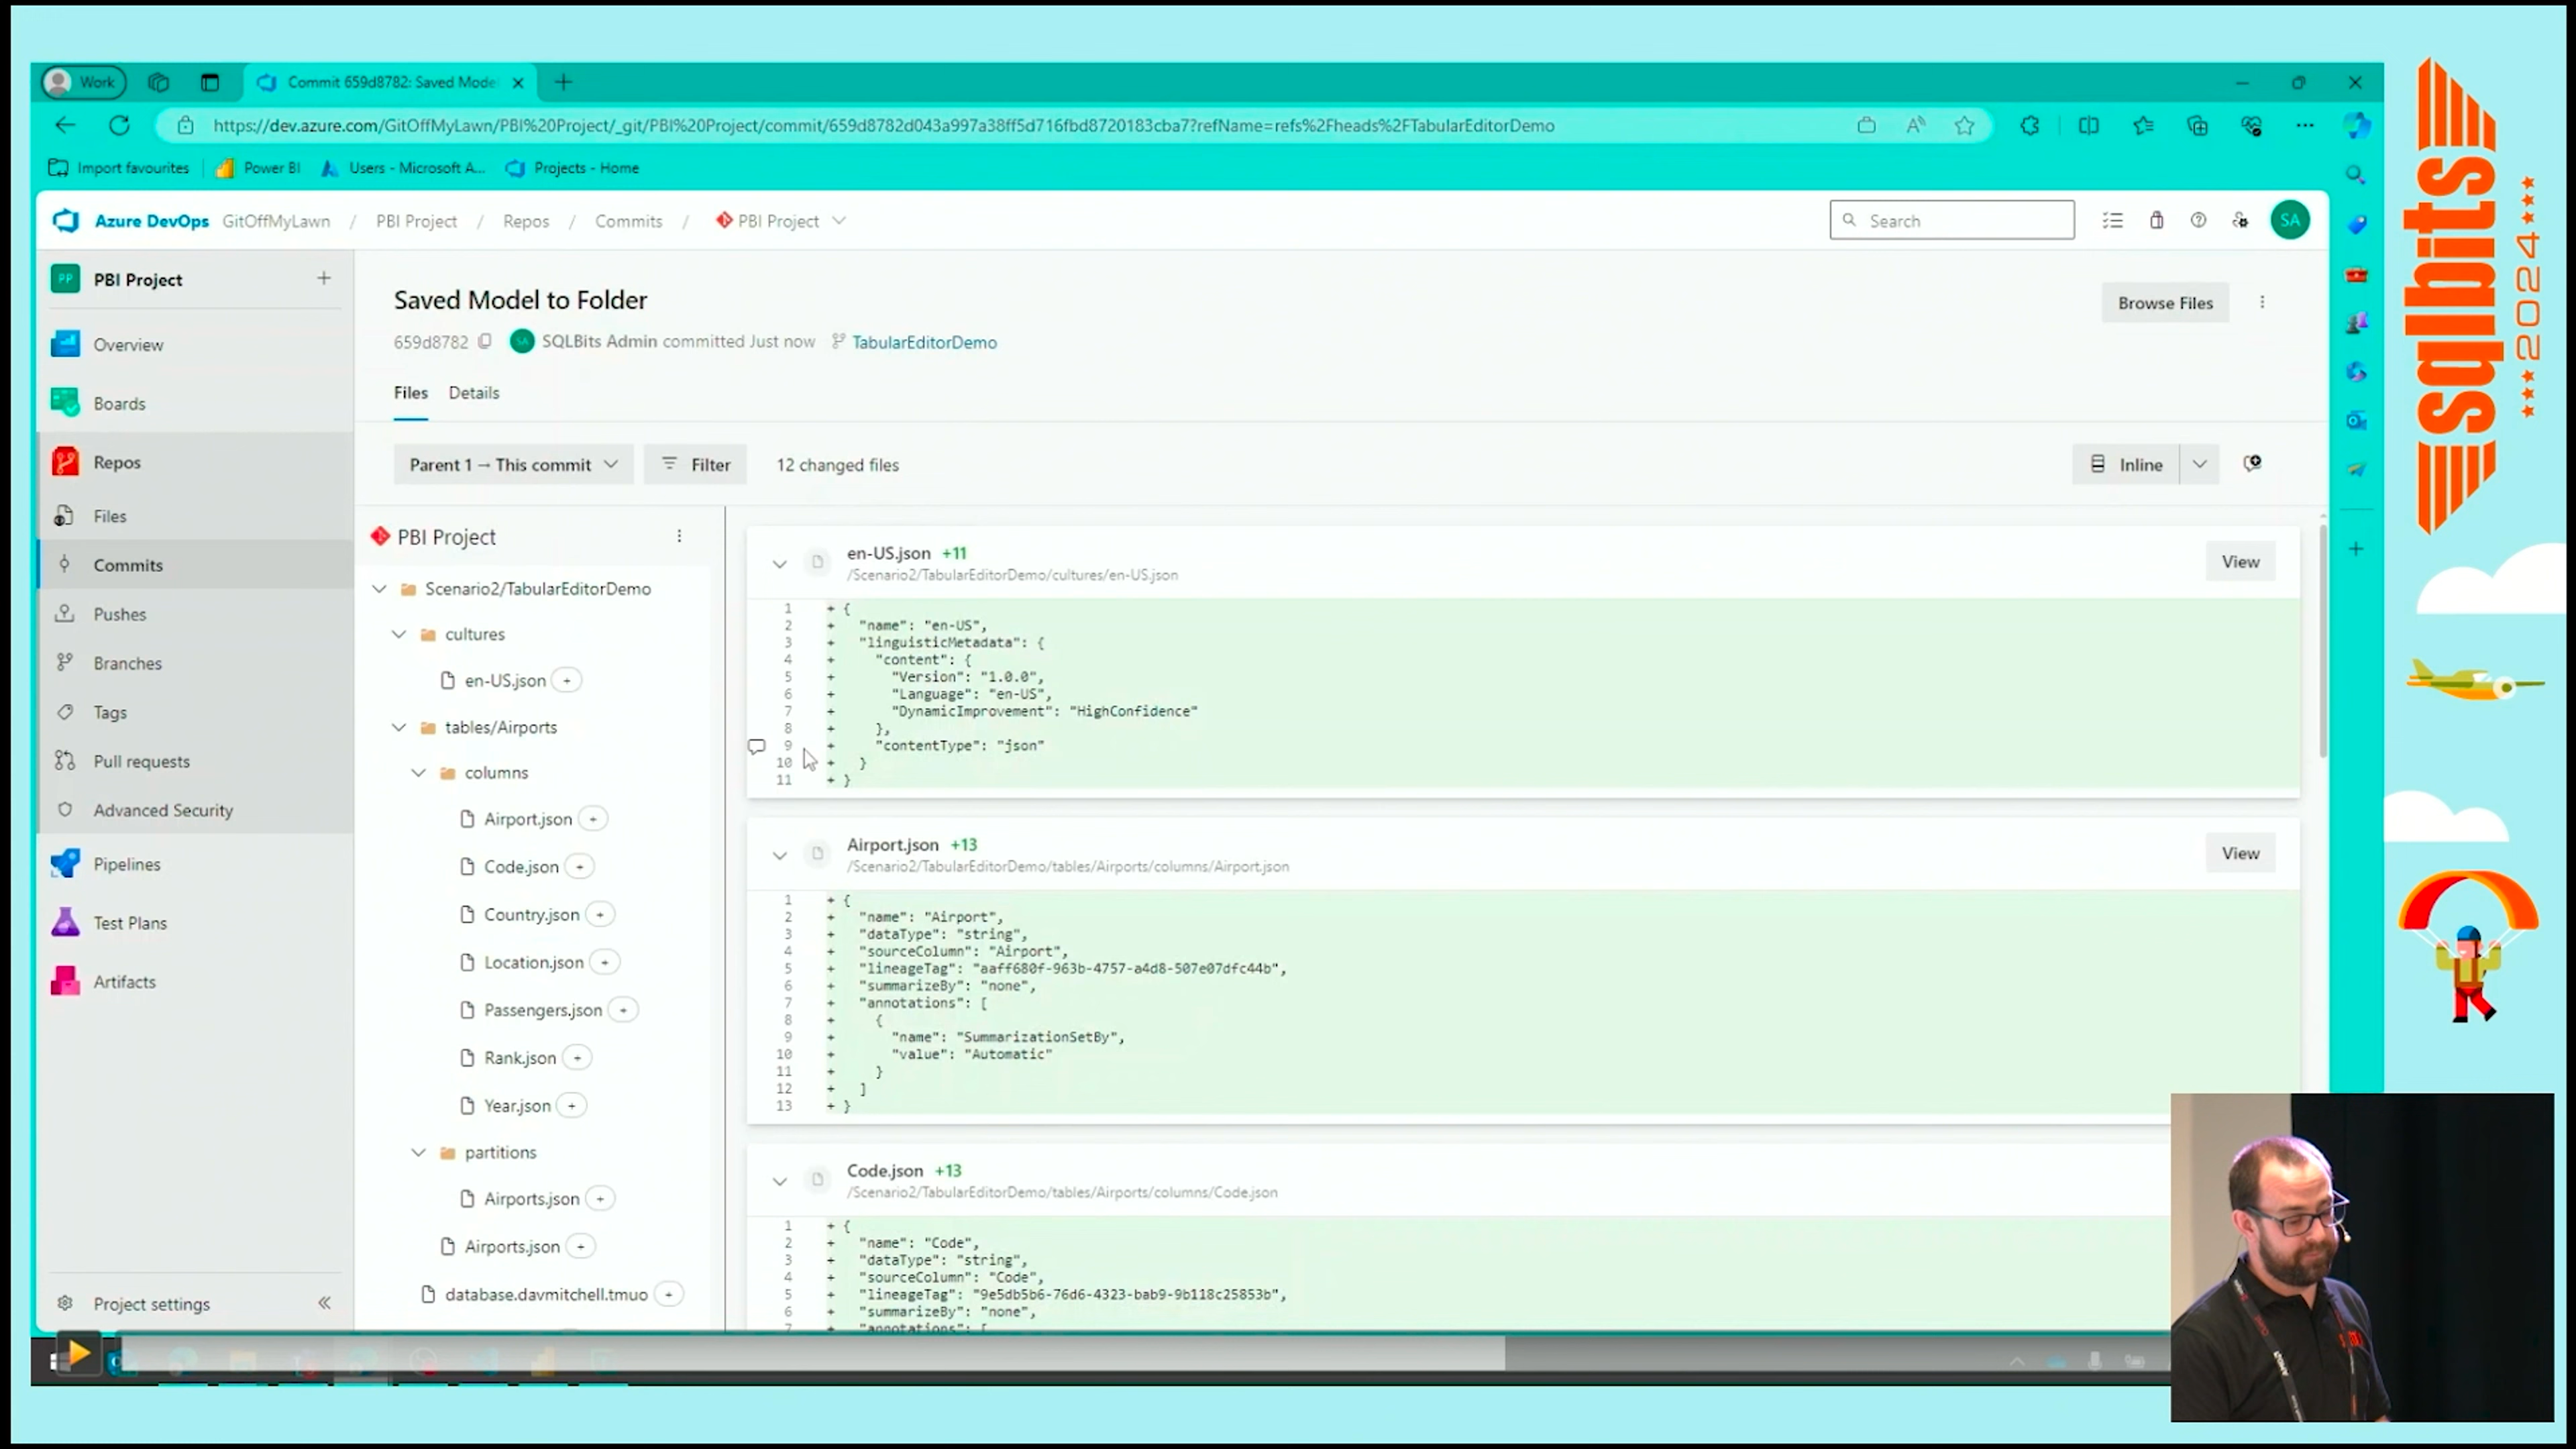 Work
Commit 659d8782: Saved Mode
https://dev.azure.com/GitOffMyLawn/PBI%20Project/_git/PBI%20Project/commit/659d8782d043a997a38ff5d716fbd8720183cba7?refName=refs%2Fheads%2FTabularEditorDemo
Import favourites
Power BI
Users - Microsoft A...
Projects - Home
Azure DevOps GitOffMyLawn / PBI Project / Repos / Commits / PBI Project
Search
SA
PP PBI Project
Overview
Boards
Repos
Files
Commits
Pushes
Branches
Tags
Pull requests
Advanced Security
Pipelines
Test Plans
Artifacts
Project settings
Saved Model to Folder
Browse Files
659d8782 SA SQLBits Admin committed Just now TabularEditorDemo
Files Details
Parent 1 → This commit
Filter
12 changed files
Inline
PBI Project
Scenario2/TabularEditorDemo
cultures
en-US.json +
tables/Airports
columns
Airport.json +
Code.json +
Country.json +
Location.json +
Passengers.json +
Rank.json +
Year.json +
partitions
Airports.json +
Airports.json +
database.davmitchell.tmuo +
en-US.json +11
/Scenario2/TabularEditorDemo/cultures/en-US.json
View
1 + {
2 + "name": "en-US",
3 + "linguisticMetadata": {
4 + "content": {
5 + "Version": "1.0.0",
6 + "Language": "en-US",
7 + "DynamicImprovement": "HighConfidence"
8 + },
9 + "contentType": "json"
10 + }
11 + }
Airport.json +13
/Scenario2/TabularEditorDemo/tables/Airports/columns/Airport.json
View
1 + {
2 + "name": "Airport",
3 + "dataType": "string",
4 + "sourceColumn": "Airport",
5 + "lineageTag": "aaff680f-963b-4757-a4d8-507e07dfc44b",
6 + "summarizeBy": "none",
7 + "annotations": [
8 + {
9 + "name": "SummarizationSetBy",
10 + "value": "Automatic"
11 + }
12 + ]
13 + }
Code.json +13
/Scenario2/TabularEditorDemo/tables/Airports/columns/Code.json
1 + {
2 + "name": "Code",
3 + "dataType": "string",
4 + "sourceColumn": "Code",
5 + "lineageTag": "9e5db5b6-76d6-4323-bab9-9b118c25853b",
6 + "summarizeBy": "none",
7 + "annotations": [
sqlbits
2024